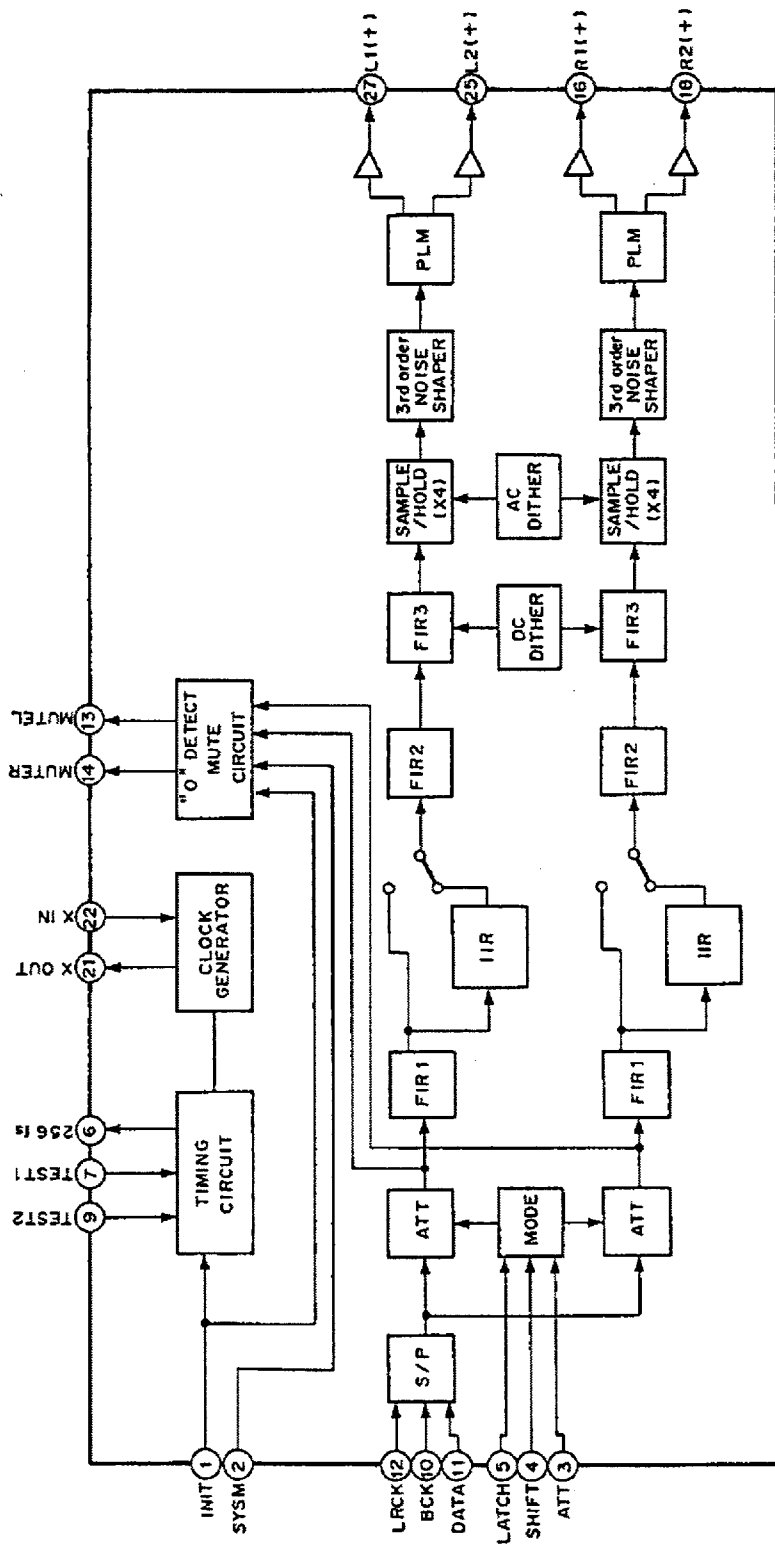 INIT 1
SYSM 2
LRCK 12
BCK 10
DATA 11
LATCH 5
SHIFT 4
ATT 3
TEST2 9
TEST1 7
256fs 6
X OUT 21
X IN 22
MUTER 14
MUTEL 13
TIMING
CIRCUIT
CLOCK
GENERATOR
"0" DETECT
MUTE
CIRCUIT
S/P
ATT
MODE
ATT
FIR1
IIR
FIR2
FIR3
DC
DITHER
SAMPLE
/HOLD
(X4)
AC
DITHER
3rd order
NOISE
SHAPER
PLM
FIR1
IIR
FIR2
FIR3
SAMPLE
/HOLD
(X4)
3rd order
NOISE
SHAPER
PLM
27 L1(+)
25 L2(+)
16 R1(+)
18 R2(+)